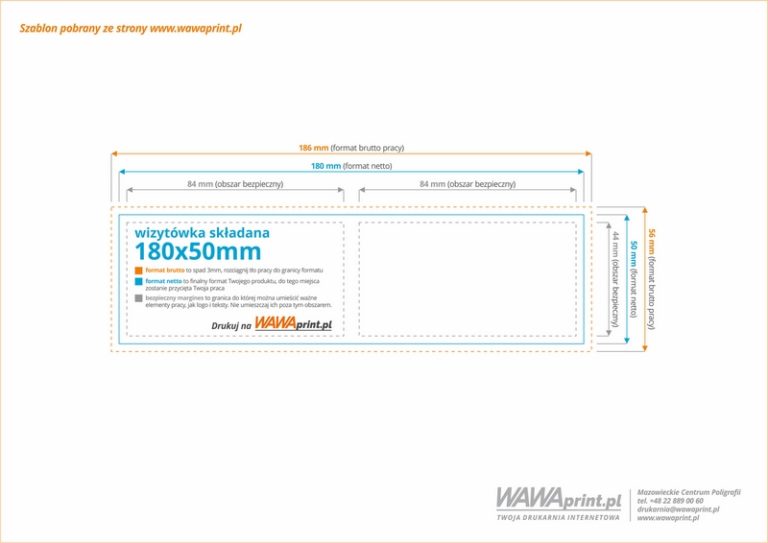 Szablon pobrany ze strony www.wawaprint.pl
186 mm (format brutto pracy)
180 mm (format netto)
84 mm (obszar bezpieczny)
84 mm (obszar bezpieczny)
wizytówka składana
180x50mm
format brutto to spad 3mm, rozciągnij tło pracy do granicy formatu
format netto to finalny format Twojego produktu, do tego miejsca
zostanie przycięta Twoja praca
bezpieczny margines to granica do której można umieścić ważne
elementy pracy, jak logo i teksty. Nie umieszczaj ich poza tym obszarem.
Drukuj na WAWAprint.pl
44 mm (obszar bezpieczny)
50 mm (format netto)
56 mm (format brutto pracy)
WAWAprint.pl
TWOJA DRUKARNIA INTERNETOWA
Mazowieckie Centrum Poligrafii
tel. +48 22 889 00 60
drukarnia@wawaprint.pl
www.wawaprint.pl